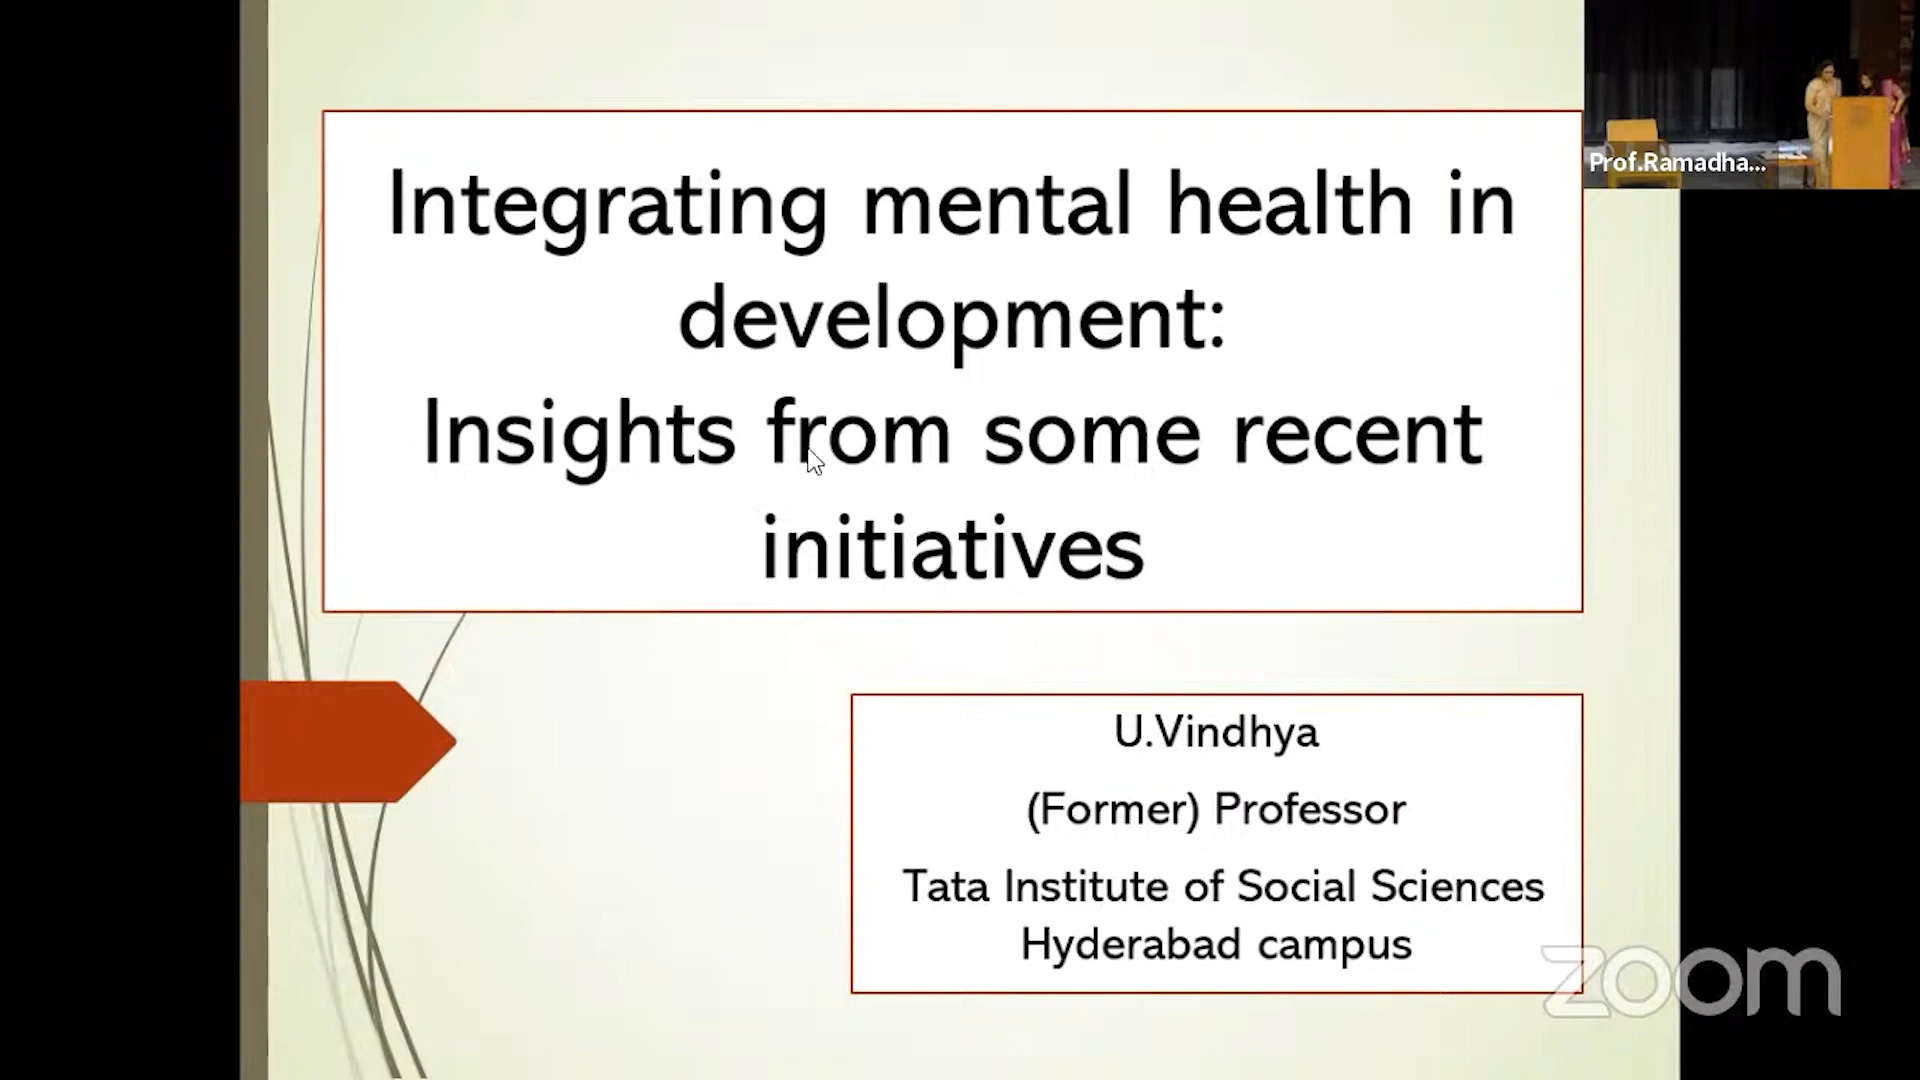 Integrating mental health in
development:
Insights from some recent
initiatives
U.Vindhya
(Former) Professor
Tata Institute of Social Sciences
Hyderabad campus
Prof.Ramadha...
zoom